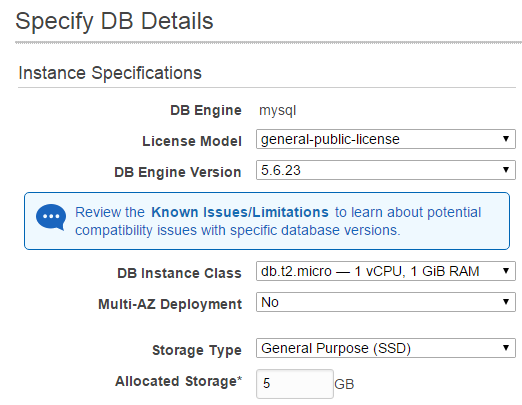 Specify DB Details
Instance Specifications
DB Engine mysql
License Model general-public-license
DB Engine Version 5.6.23
Review the Known Issues/Limitations to learn about potential
compatibility issues with specific database versions.
DB Instance Class db.t2.micro — 1 vCPU, 1 GiB RAM
Multi-AZ Deployment No
Storage Type General Purpose (SSD)
Allocated Storage* 5 GB